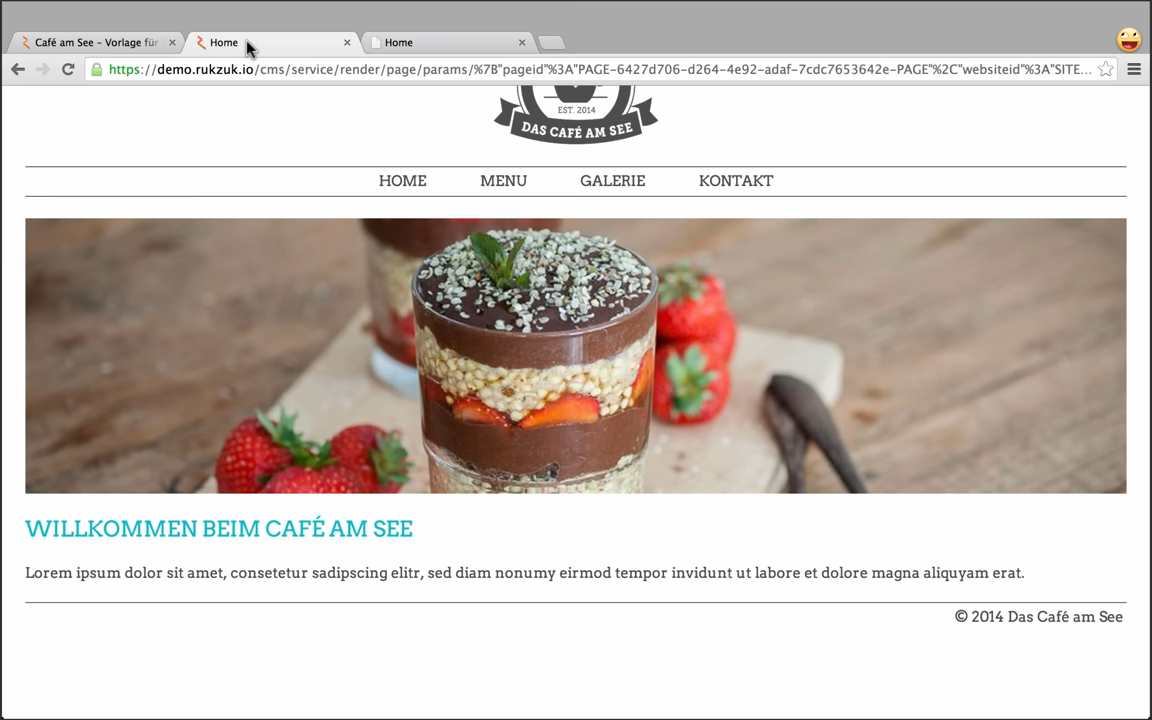 Café am See – Vorlage für
Home
Home
https://demo.rukzuk.io/cms/service/render/page/params/%7B"pageid"%3A"PAGE-6427d706-d264-4e92-adaf-7cdc7653642e-PAGE"%2C"websiteid"%3A"SITE...
EST. 2014
DAS CAFÉ AM SEE
HOME MENU GALERIE KONTAKT
WILLKOMMEN BEIM CAFÉ AM SEE
Lorem ipsum dolor sit amet, consetetur sadipscing elitr, sed diam nonumy eirmod tempor invidunt ut labore et dolore magna aliquyam erat.
© 2014 Das Café am See